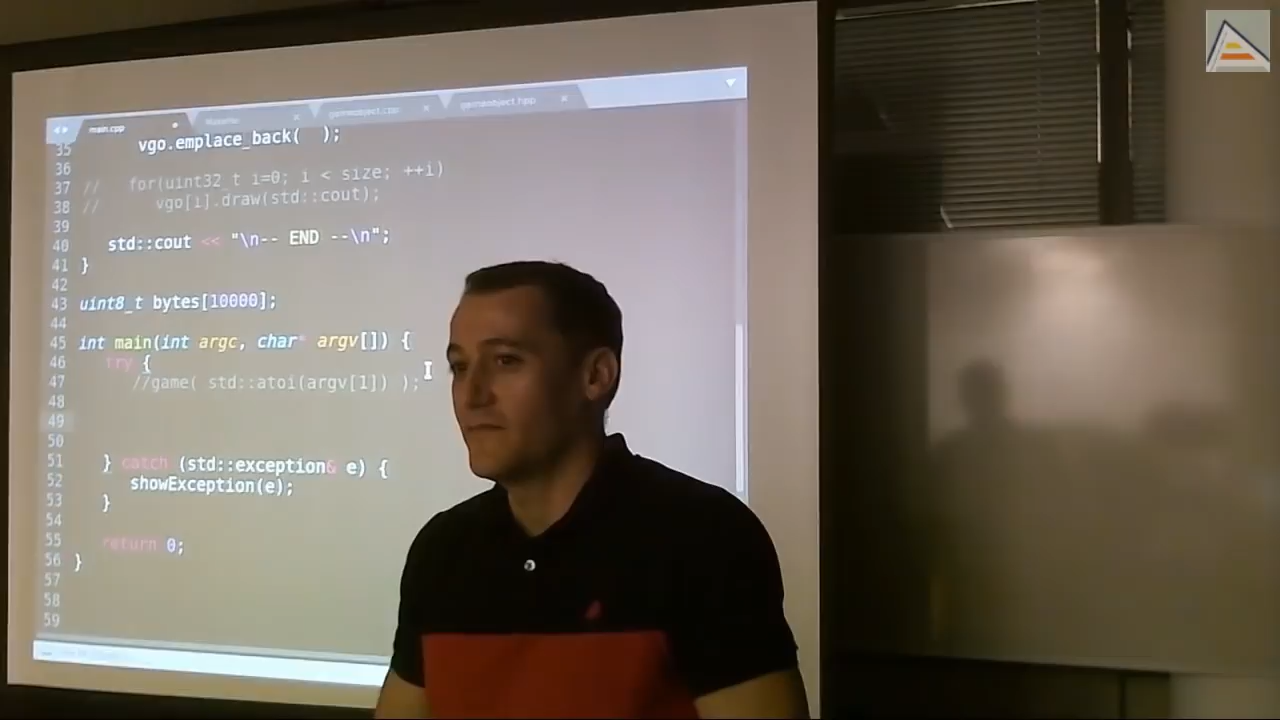 main.cpp Makefile gameobject.cpp gameobject.hpp
35 vgo.emplace_back(  );
36
37 //   for(uint32_t i=0; i < size; ++i)
38 //      vgo[i].draw(std::cout);
39
40 std::cout << "\n-- END --\n";
41 }
42
43 uint8_t bytes[10000];
44
45 int main(int argc, char* argv[]) {
46 try {
47 //game( std::atoi(argv[1]) );
48
49
50
51 } catch (std::exception& e) {
52 showException(e);
53 }
54
55 return 0;
56 }
57
58
59